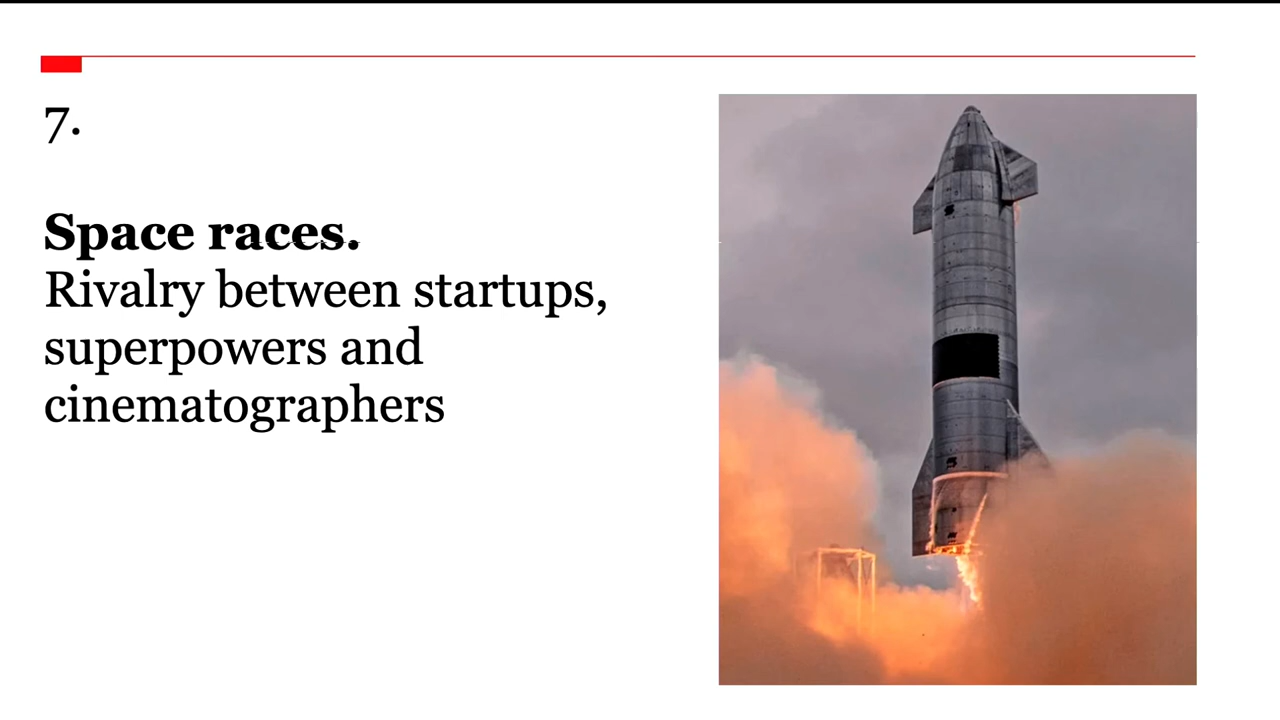 7.
Space races.
Rivalry between startups,
superpowers and
cinematographers